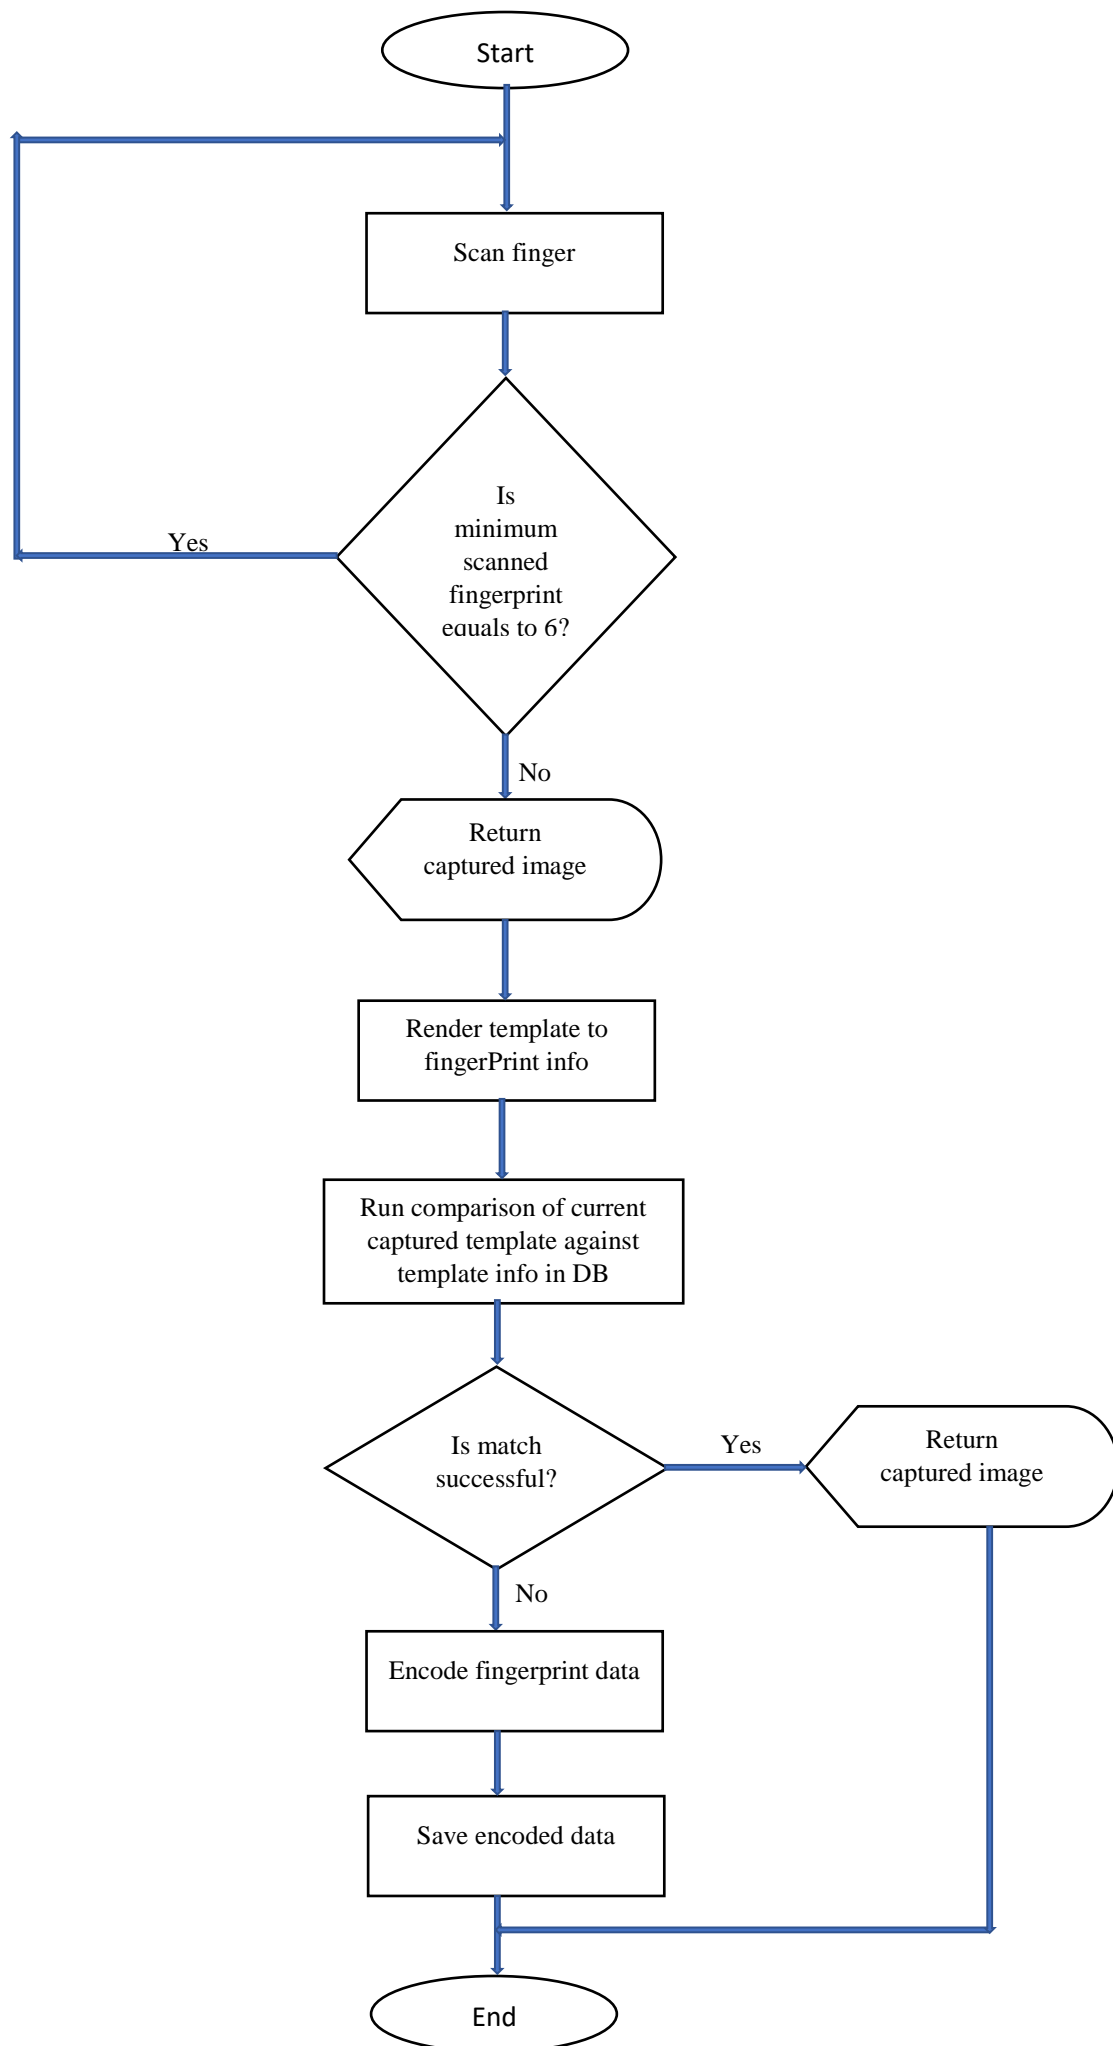 Start
Scan finger
Is
minimum
scanned
fingerprint
equals to 6?
Yes
No
Return
captured image
Render template to
fingerPrint info
Run comparison of current
captured template against
template info in DB
Is match
successful?
Yes
Return
captured image
No
Encode fingerprint data
Save encoded data
End